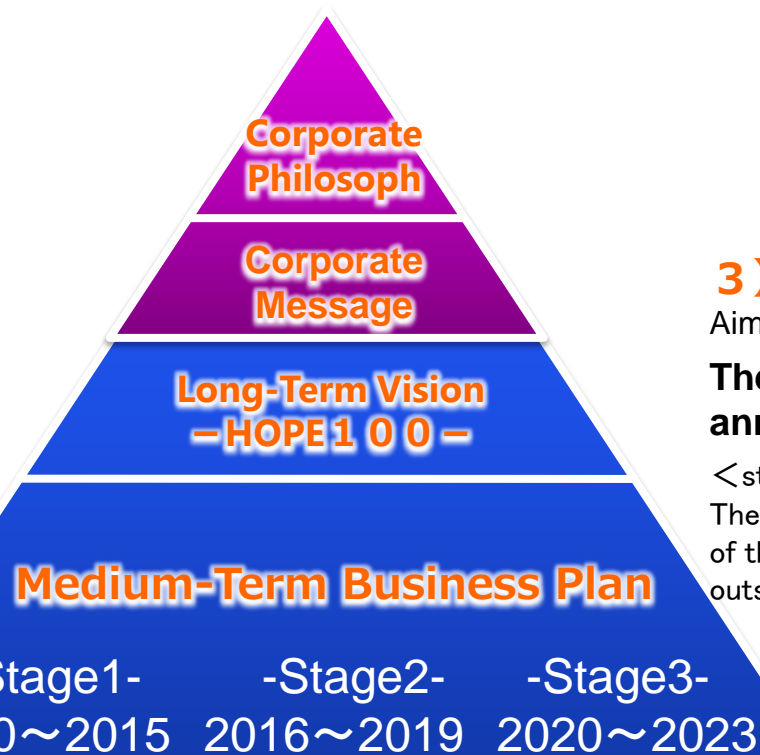 Corporate
Philosoph
Corporate
Message
Long-Term Vision
－HOPE１００－
Medium-Term Business Plan
Stage1-
-Stage2-
-Stage3-
0～2015
2016～2019
2020～2023
３）
Aim
The
ann
＜st
The
of th
outs